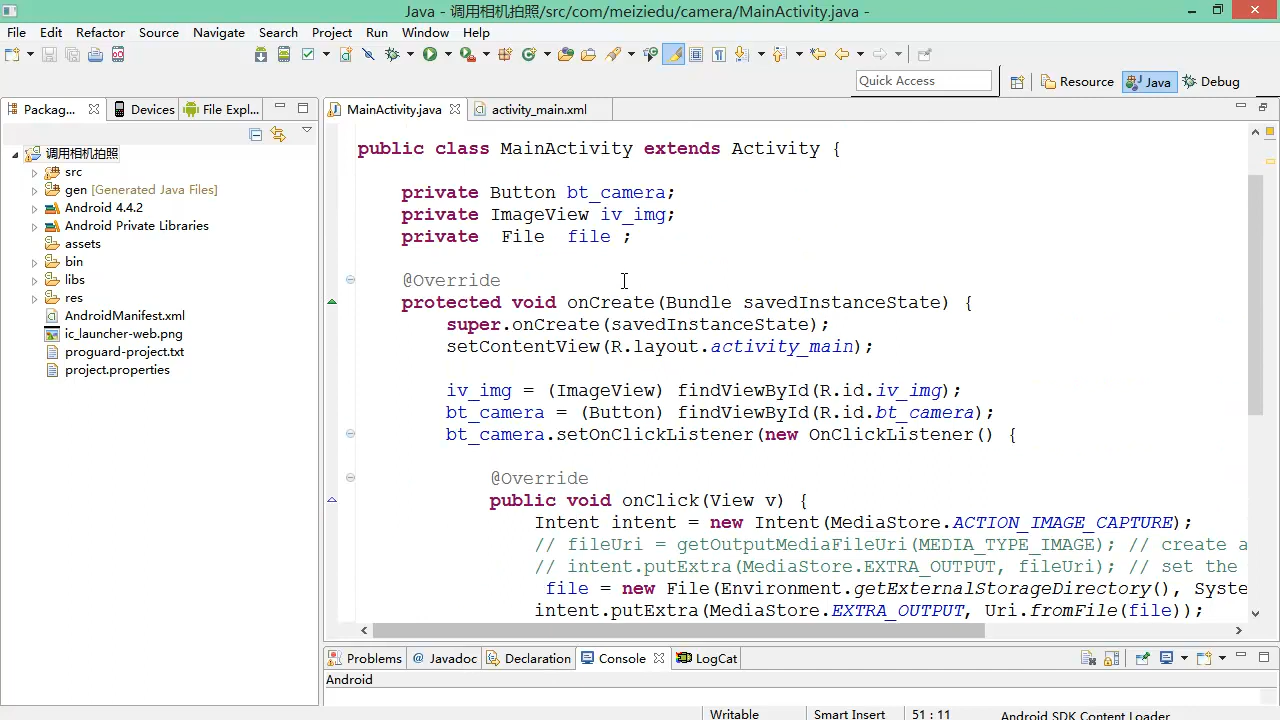 Java - 调用相机拍照/src/com/meiziedu/camera/MainActivity.java -
File Edit Refactor Source Navigate Search Project Run Window Help
Quick Access Resource Java Debug
Packag... Devices File Expl...
调用相机拍照
src
gen [Generated Java Files]
Android 4.4.2
Android Private Libraries
assets
bin
libs
res
AndroidManifest.xml
ic_launcher-web.png
proguard-project.txt
project.properties
MainActivity.java activity_main.xml
public class MainActivity extends Activity {
private Button bt_camera;
private ImageView iv_img;
private File file ;
@Override
protected void onCreate(Bundle savedInstanceState) {
super.onCreate(savedInstanceState);
setContentView(R.layout.activity_main);
iv_img = (ImageView) findViewById(R.id.iv_img);
bt_camera = (Button) findViewById(R.id.bt_camera);
bt_camera.setOnClickListener(new OnClickListener() {
@Override
public void onClick(View v) {
Intent intent = new Intent(MediaStore.ACTION_IMAGE_CAPTURE);
// fileUri = getOutputMediaFileUri(MEDIA_TYPE_IMAGE); // create a
// intent.putExtra(MediaStore.EXTRA_OUTPUT, fileUri); // set the
file = new File(Environment.getExternalStorageDirectory(), Syste
intent.putExtra(MediaStore.EXTRA_OUTPUT, Uri.fromFile(file));
Problems Javadoc Declaration Console LogCat
Android
Writable Smart Insert 51 : 11 Android SDK Content Loader